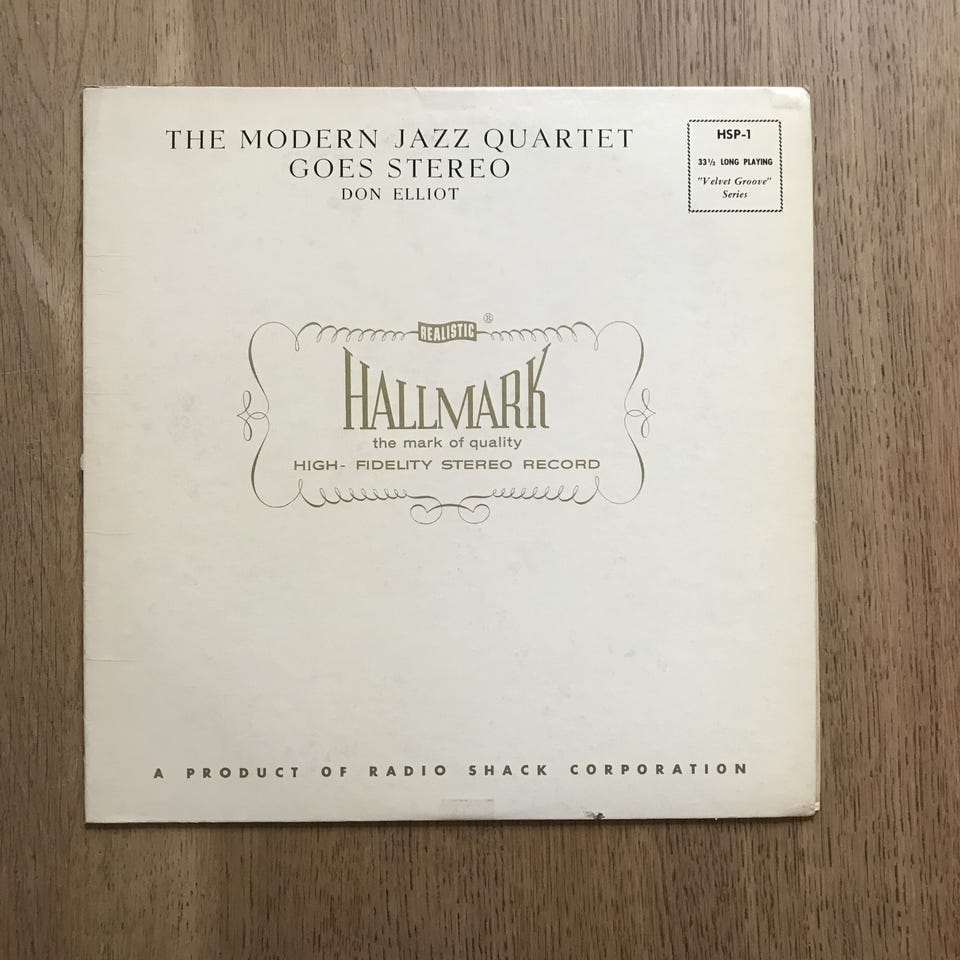 THE MODERN JAZZ QUARTET
GOES STEREO
DON ELLIOT
HSP-1
33⅓ LONG PLAYING
"Velvet Groove"
Series
REALISTIC ®
HALLMARK
the mark of quality
HIGH- FIDELITY STEREO RECORD
A PRODUCT OF RADIO SHACK CORPORATION